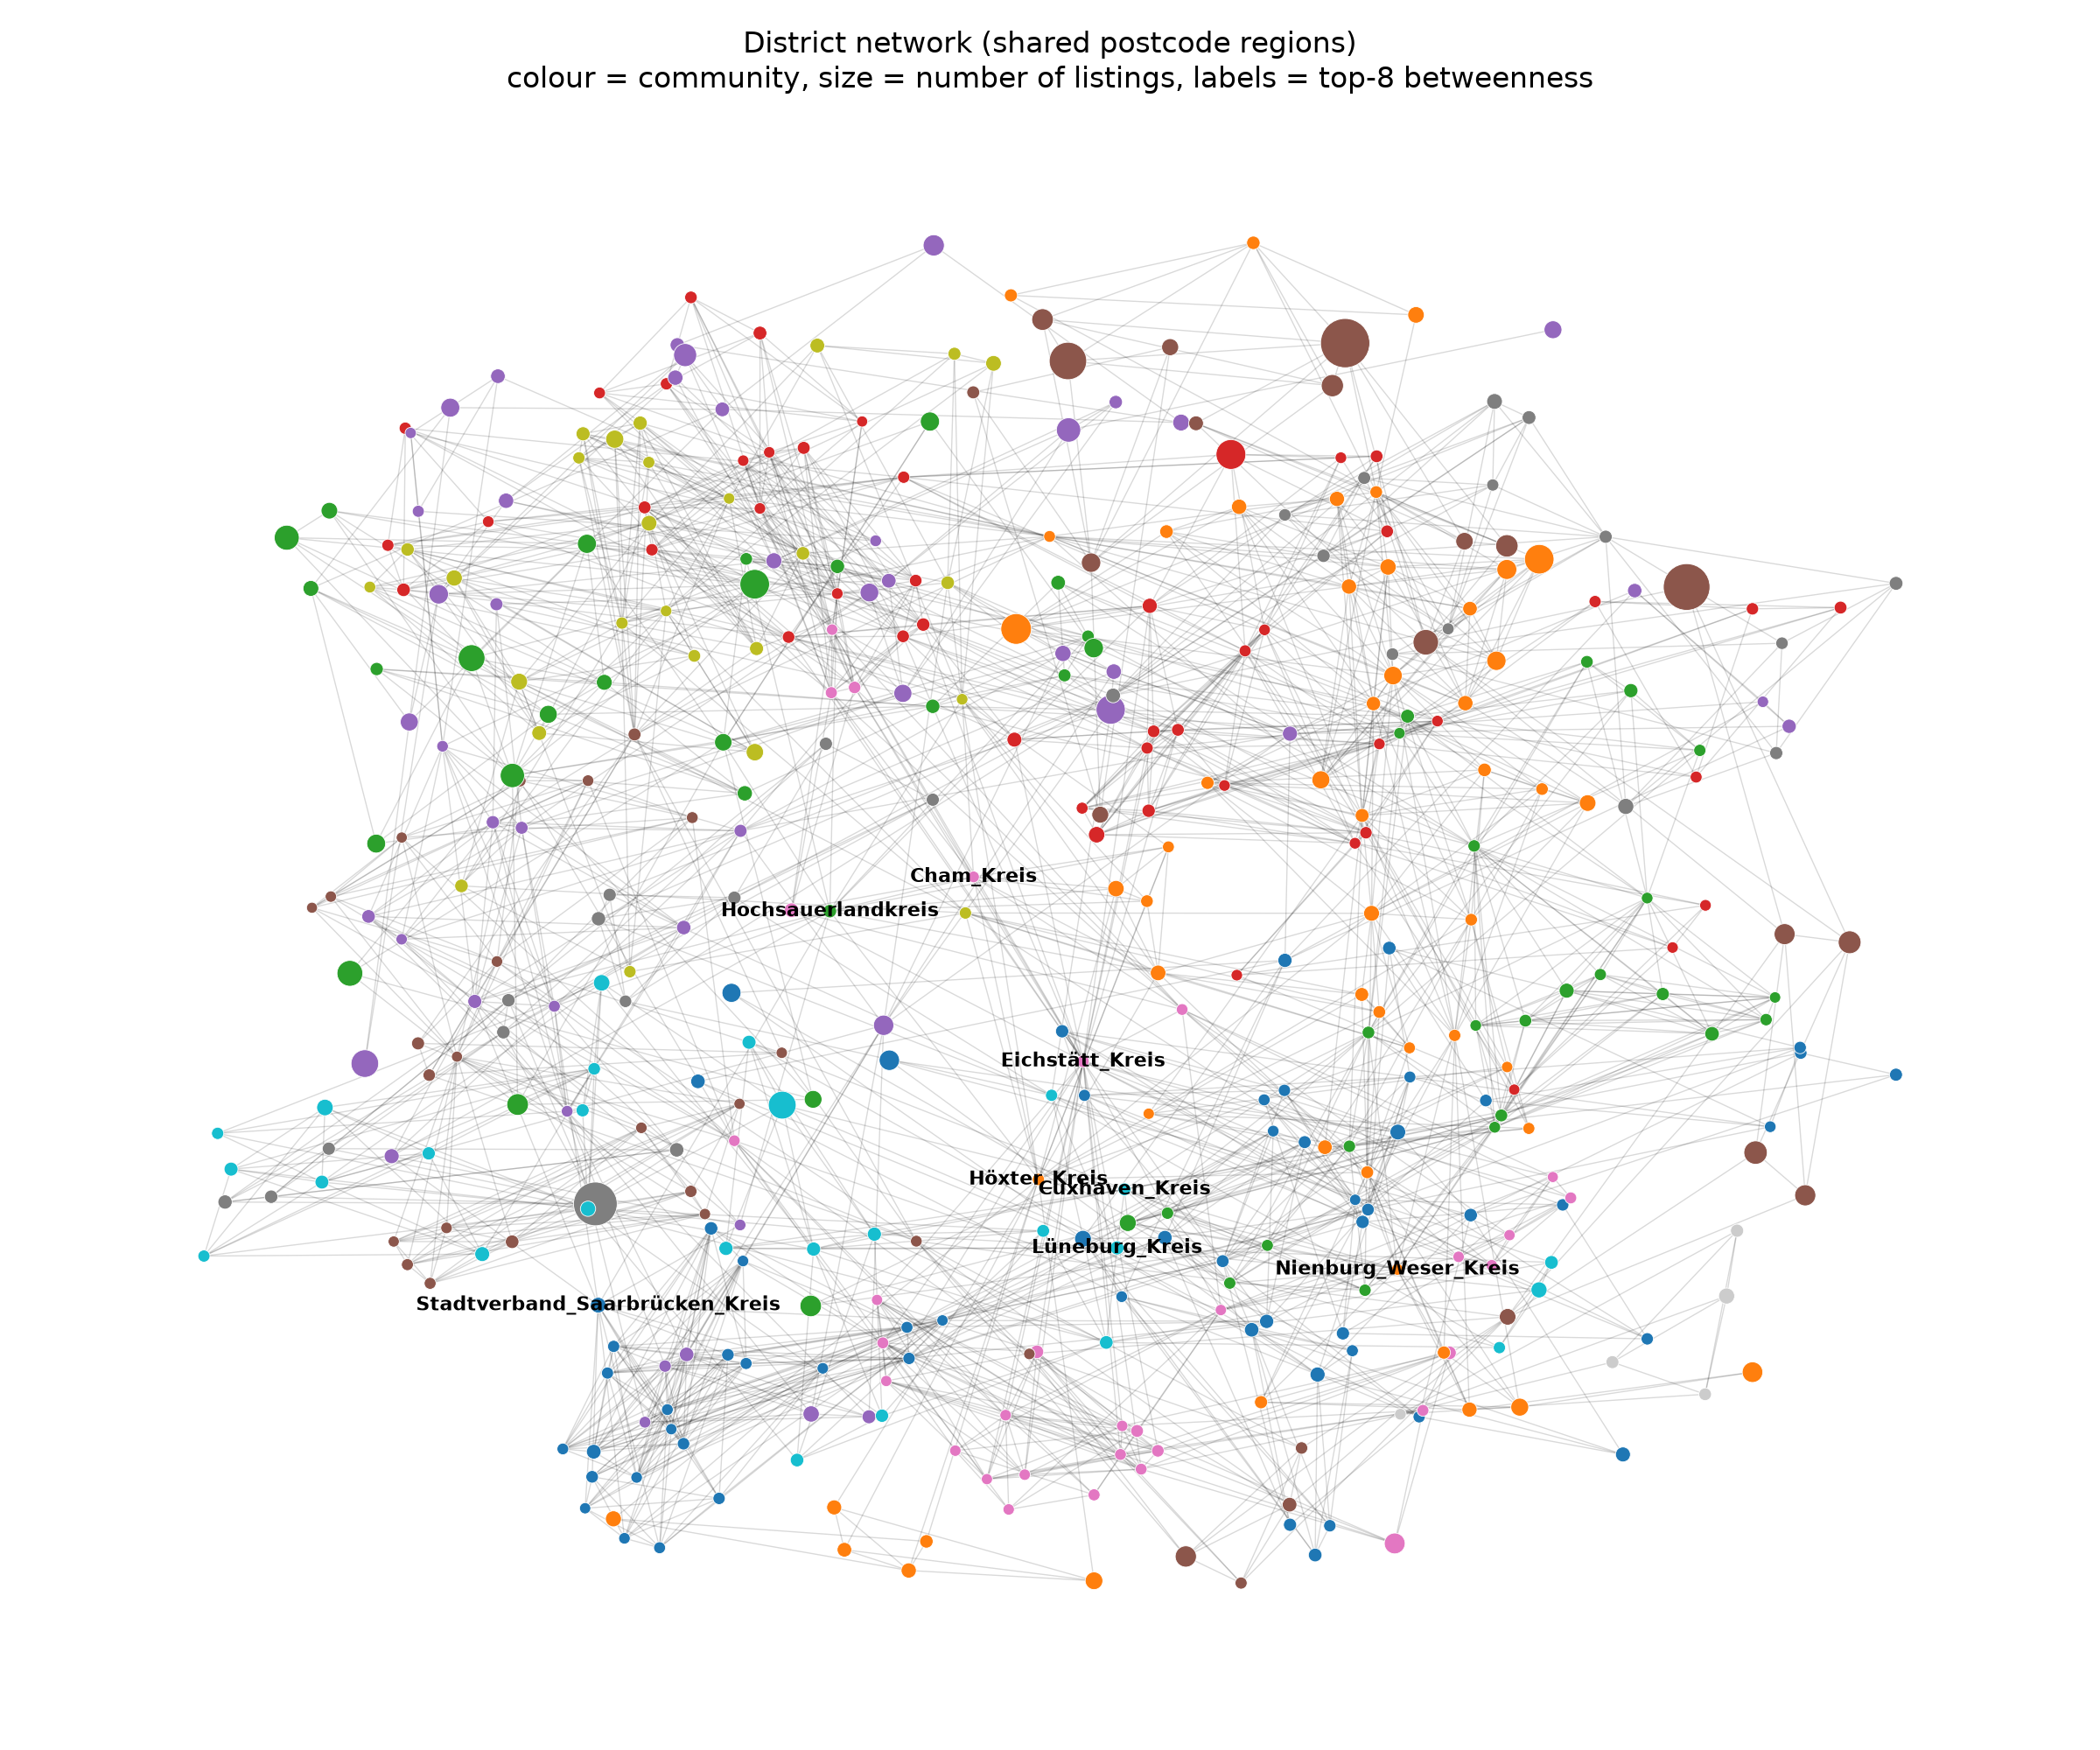 District network (shared postcode regions)
colour = community, size = number of listings, labels = top-8 betweenness
Cham_Kreis
Hochsauerlandkreis
Eichstätt_Kreis
Höxter_Kreis
Cuxhaven_Kreis
Lüneburg_Kreis
Nienburg_Weser_Kreis
Stadtverband_Saarbrücken_Kreis